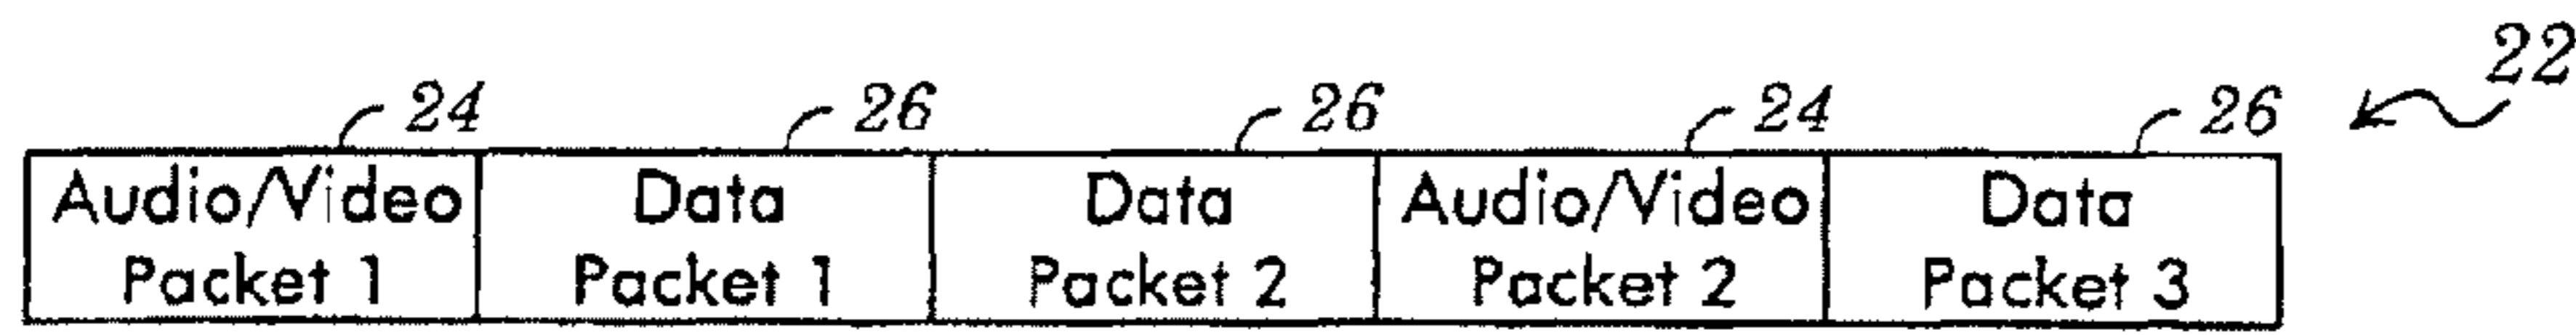 22
24 26 26 24 26
Audio/Video Data Data Audio/Video Data
Packet 1 Packet 1 Packet 2 Packet 2 Packet 3